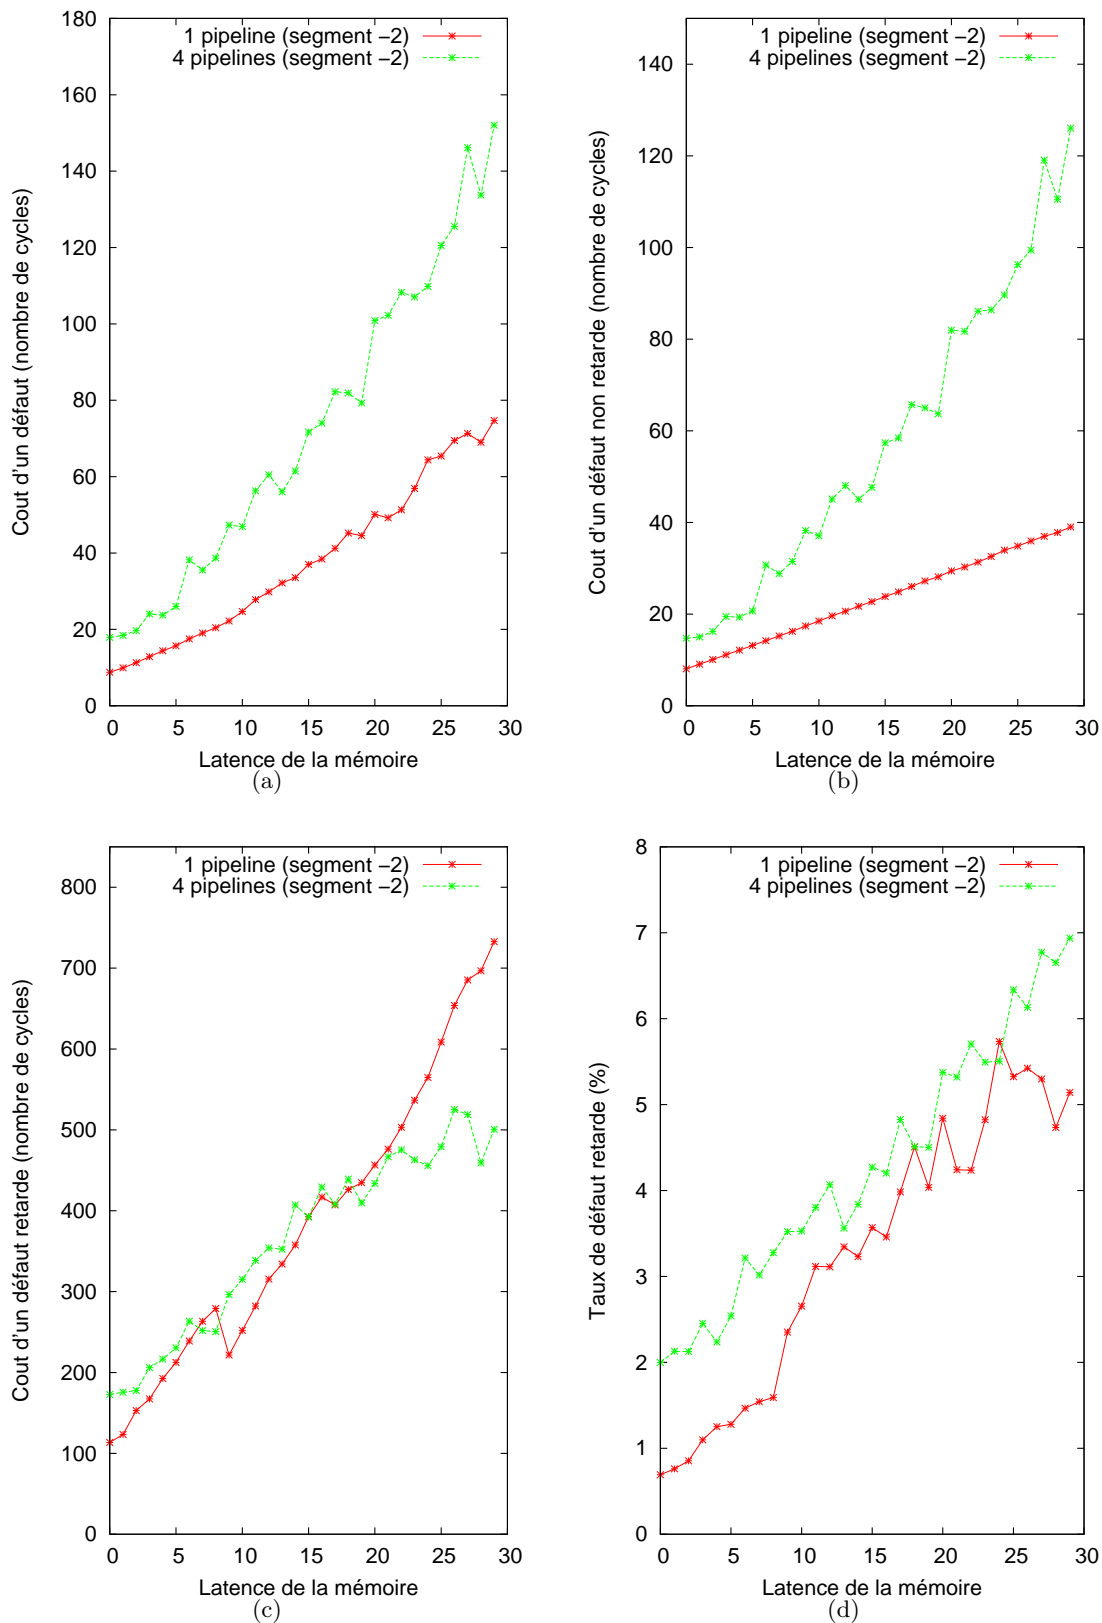 180
160
140
120
100
80
60
40
20
0
0 5 10 15 20 25 30
Cout d'un défaut (nombre de cycles)
Latence de la mémoire
1 pipeline (segment −2)
4 pipelines (segment −2)
(a)
140
120
100
80
60
40
20
0
0 5 10 15 20 25 30
Cout d'un défaut non retarde (nombre de cycles)
Latence de la mémoire
1 pipeline (segment −2)
4 pipelines (segment −2)
(b)
800
700
600
500
400
300
200
100
0
0 5 10 15 20 25 30
Cout d'un défaut retarde (nombre de cycles)
Latence de la mémoire
1 pipeline (segment −2)
4 pipelines (segment −2)
(c)
8
7
6
5
4
3
2
1
0
0 5 10 15 20 25 30
Taux de défaut retarde (%)
Latence de la mémoire
1 pipeline (segment −2)
4 pipelines (segment −2)
(d)